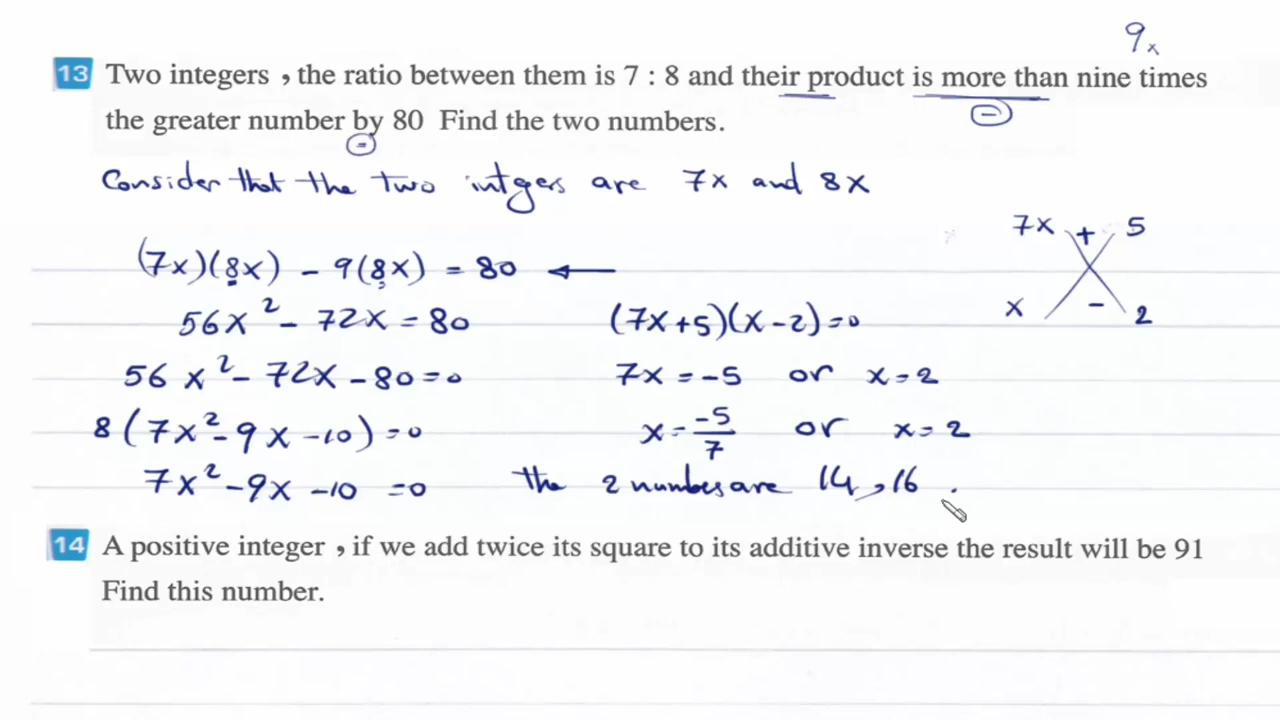 9x
13 Two integers , the ratio between them is 7 : 8 and their product is more than nine times
the greater number by 80 Find the two numbers.
Consider that the two intgers are 7x and 8x
(7x)(8x) - 9(8x) = 80
56x² - 72x = 80
56x² - 72x - 80 = 0
8(7x² - 9x - 10) = 0
7x² - 9x - 10 = 0
7x + 5
x - 2
(7x+5)(x-2)=0
7x = -5 or x = 2
x = -5/7 or x = 2
the 2 numbers are 14, 16 .
14 A positive integer , if we add twice its square to its additive inverse the result will be 91
Find this number.